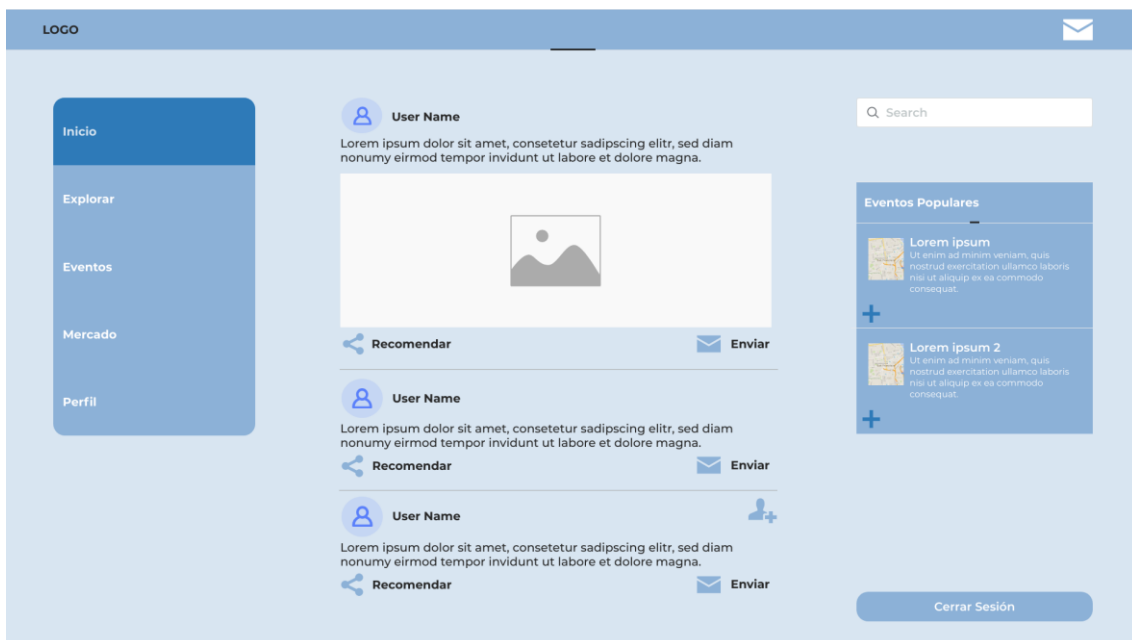 LOGO
Inicio
Explorar
Eventos
Mercado
Perfil
User Name
Lorem ipsum dolor sit amet, consetetur sadipscing elitr, sed diam
nonumy eirmod tempor invidunt ut labore et dolore magna.
Recomendar
Enviar
User Name
Lorem ipsum dolor sit amet, consetetur sadipscing elitr, sed diam
nonumy eirmod tempor invidunt ut labore et dolore magna.
Recomendar
Enviar
User Name
Lorem ipsum dolor sit amet, consetetur sadipscing elitr, sed diam
nonumy eirmod tempor invidunt ut labore et dolore magna.
Recomendar
Enviar
Search
Eventos Populares
Lorem ipsum
Ut enim ad minim veniam, quis
nostrud exercitation ullamco laboris
nisi ut aliquip ex ea commodo
consequat.
Lorem ipsum 2
Ut enim ad minim veniam, quis
nostrud exercitation ullamco laboris
nisi ut aliquip ex ea commodo
consequat.
Cerrar Sesión